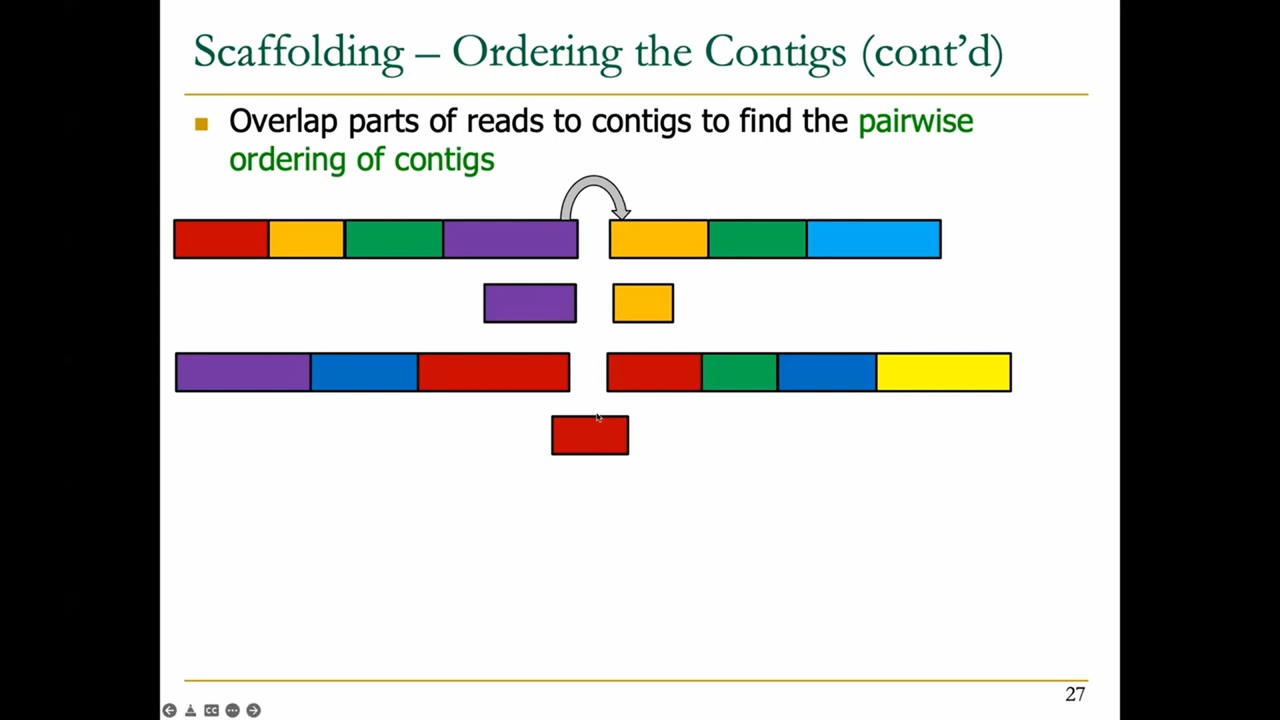 Scaffolding – Ordering the Contigs (cont’d)
Overlap parts of reads to contigs to find the pairwise
ordering of contigs
27
CC